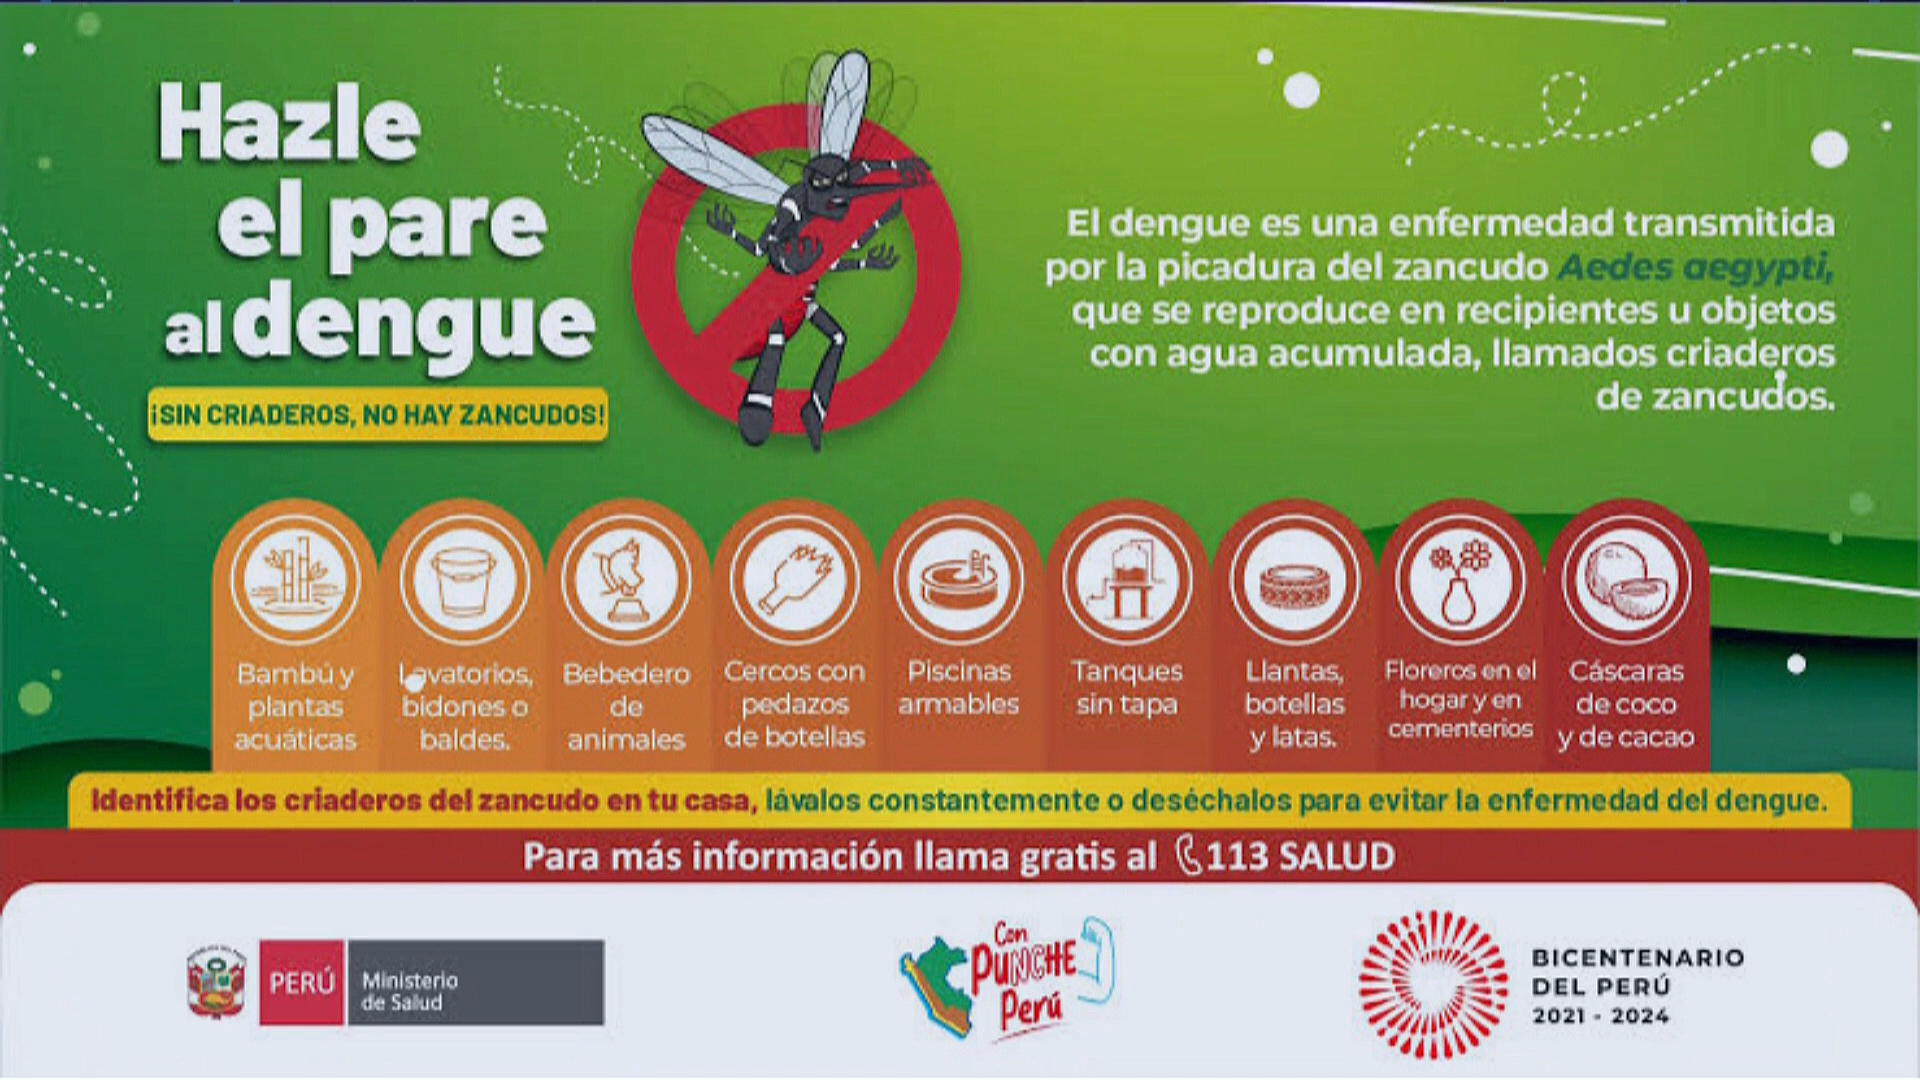 Hazle
el pare
al dengue
¡SIN CRIADEROS, NO HAY ZANCUDOS!
El dengue es una enfermedad transmitida
por la picadura del zancudo Aedes aegypti,
que se reproduce en recipientes u objetos
con agua acumulada, llamados criaderos
de zancudos.
Bambú y
plantas
acuáticas
Lavatorios,
bidones o
baldes.
Bebedero
de
animales
Cercos con
pedazos
de botellas
Piscinas
armables
Tanques
sin tapa
Llantas,
botellas
y latas.
Floreros en el
hogar y en
cementerios
Cáscaras
de coco
y de cacao
Identifica los criaderos del zancudo en tu casa, lávalos constantemente o deséchalos para evitar la enfermedad del dengue.
Para más información llama gratis al 113 SALUD
PERÚ
Ministerio
de Salud
Con
PUNCHE
Perú
BICENTENARIO
DEL PERÚ
2021 - 2024